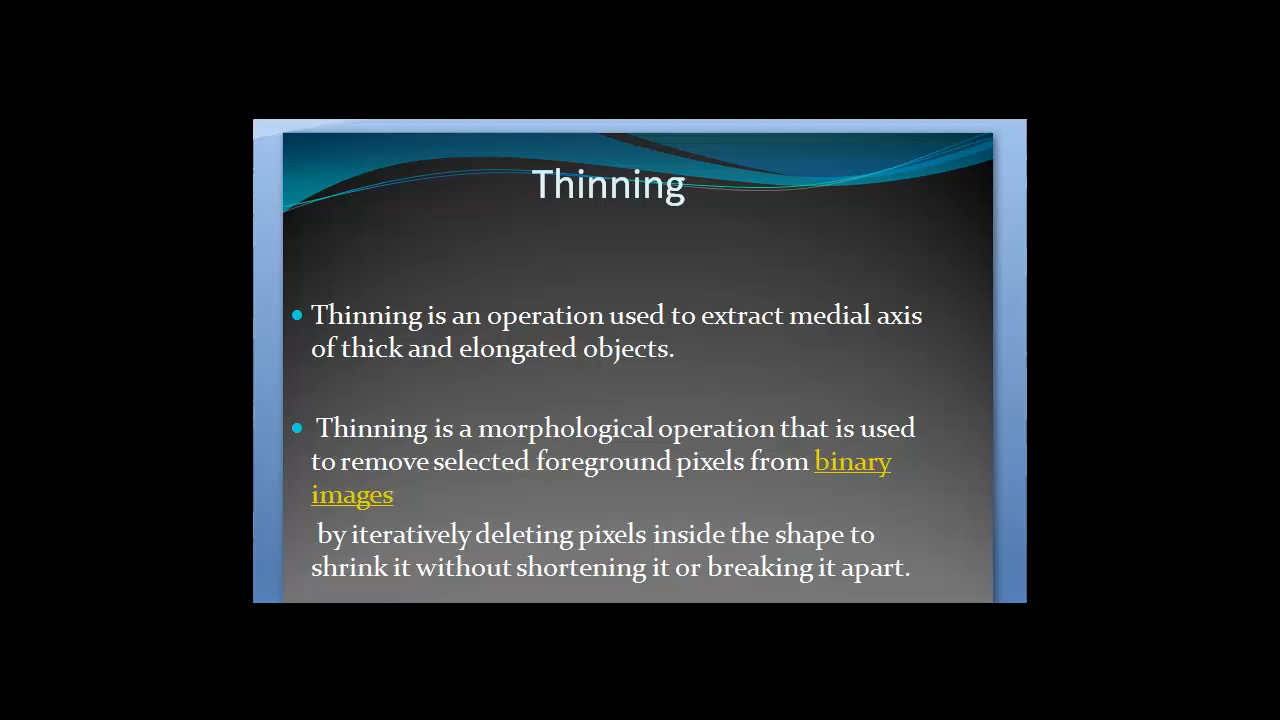 Thinning
• Thinning is an operation used to extract medial axis
of thick and elongated objects.
• Thinning is a morphological operation that is used
to remove selected foreground pixels from binary
images
by iteratively deleting pixels inside the shape to
shrink it without shortening it or breaking it apart.